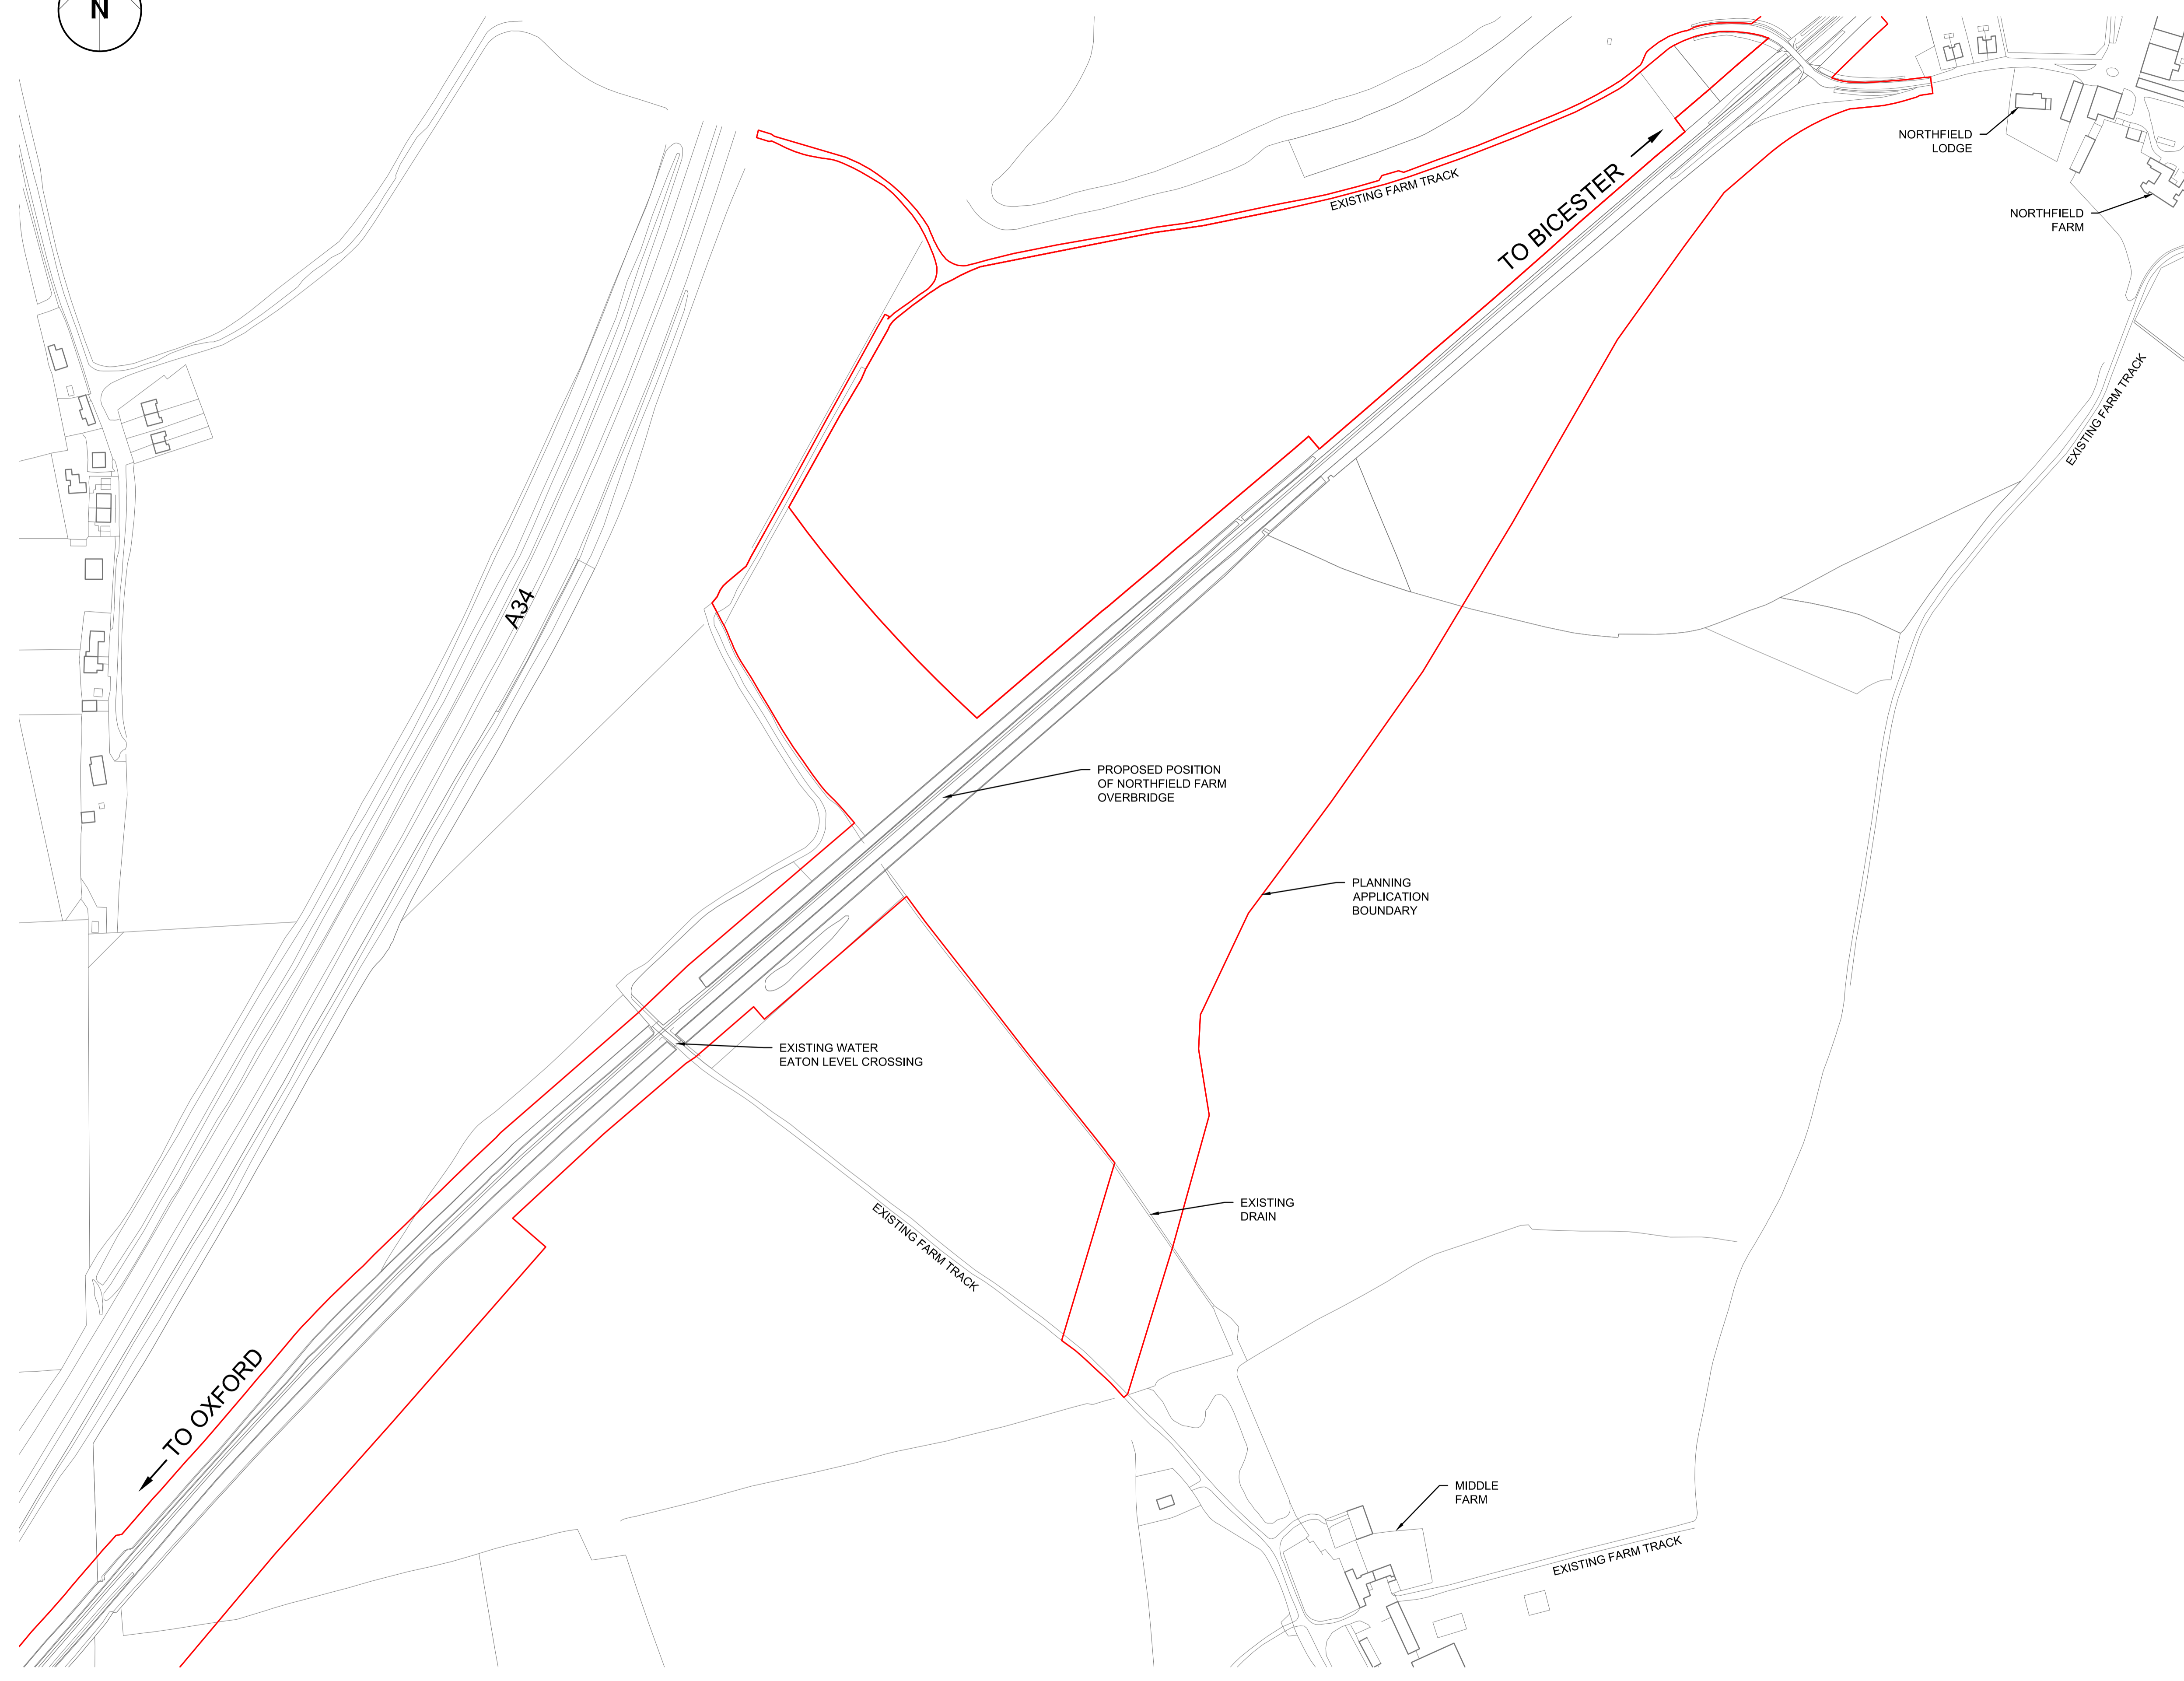 N
NORTHFIELD
LODGE
EXISTING FARM TRACK
TO BICESTER
NORTHFIELD
FARM
EXISTING FARM TRACK
A34
PROPOSED POSITION
OF NORTHFIELD FARM
OVERBRIDGE
PLANNING
APPLICATION
BOUNDARY
EXISTING WATER
EATON LEVEL CROSSING
EXISTING
DRAIN
EXISTING FARM TRACK
TO OXFORD
MIDDLE
FARM
EXISTING FARM TRACK